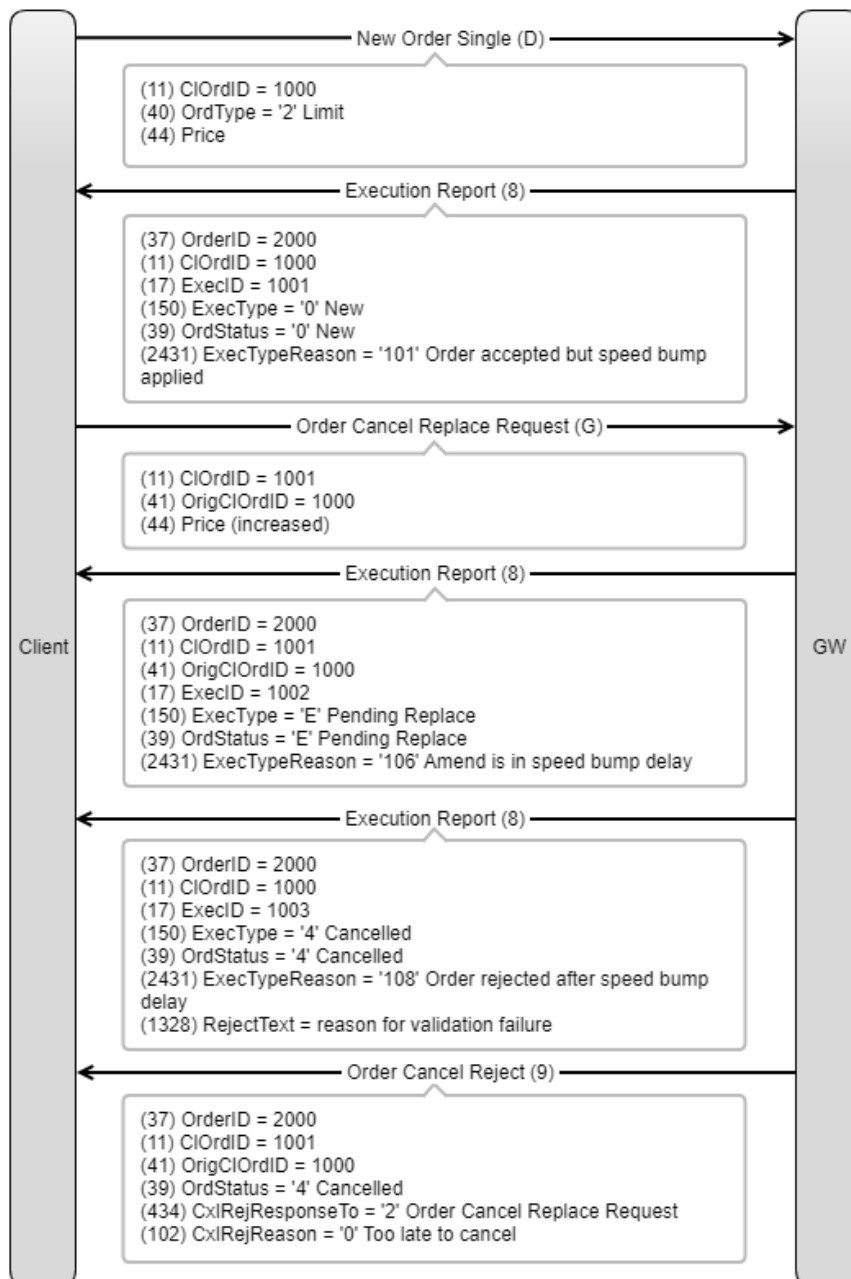 New Order Single (D)
(11) ClOrdID = 1000
(40) OrdType = '2' Limit
(44) Price
Execution Report (8)
(37) OrderID = 2000
(11) ClOrdID = 1000
(17) ExecID = 1001
(150) ExecType = '0' New
(39) OrdStatus = '0' New
(2431) ExecTypeReason = '101' Order accepted but speed bump
applied
Order Cancel Replace Request (G)
(11) ClOrdID = 1001
(41) OrigClOrdID = 1000
(44) Price (increased)
Execution Report (8)
(37) OrderID = 2000
(11) ClOrdID = 1001
(41) OrigClOrdID = 1000
(17) ExecID = 1002
(150) ExecType = 'E' Pending Replace
(39) OrdStatus = 'E' Pending Replace
(2431) ExecTypeReason = '106' Amend is in speed bump delay
Client
GW
Execution Report (8)
(37) OrderID = 2000
(11) ClOrdID = 1000
(17) ExecID = 1003
(150) ExecType = '4' Cancelled
(39) OrdStatus = '4' Cancelled
(2431) ExecTypeReason = '108' Order rejected after speed bump
delay
(1328) RejectText = reason for validation failure
Order Cancel Reject (9)
(37) OrderID = 2000
(11) ClOrdID = 1001
(41) OrigClOrdID = 1000
(39) OrdStatus = '4' Cancelled
(434) CxlRejResponseTo = '2' Order Cancel Replace Request
(102) CxlRejReason = '0' Too late to cancel